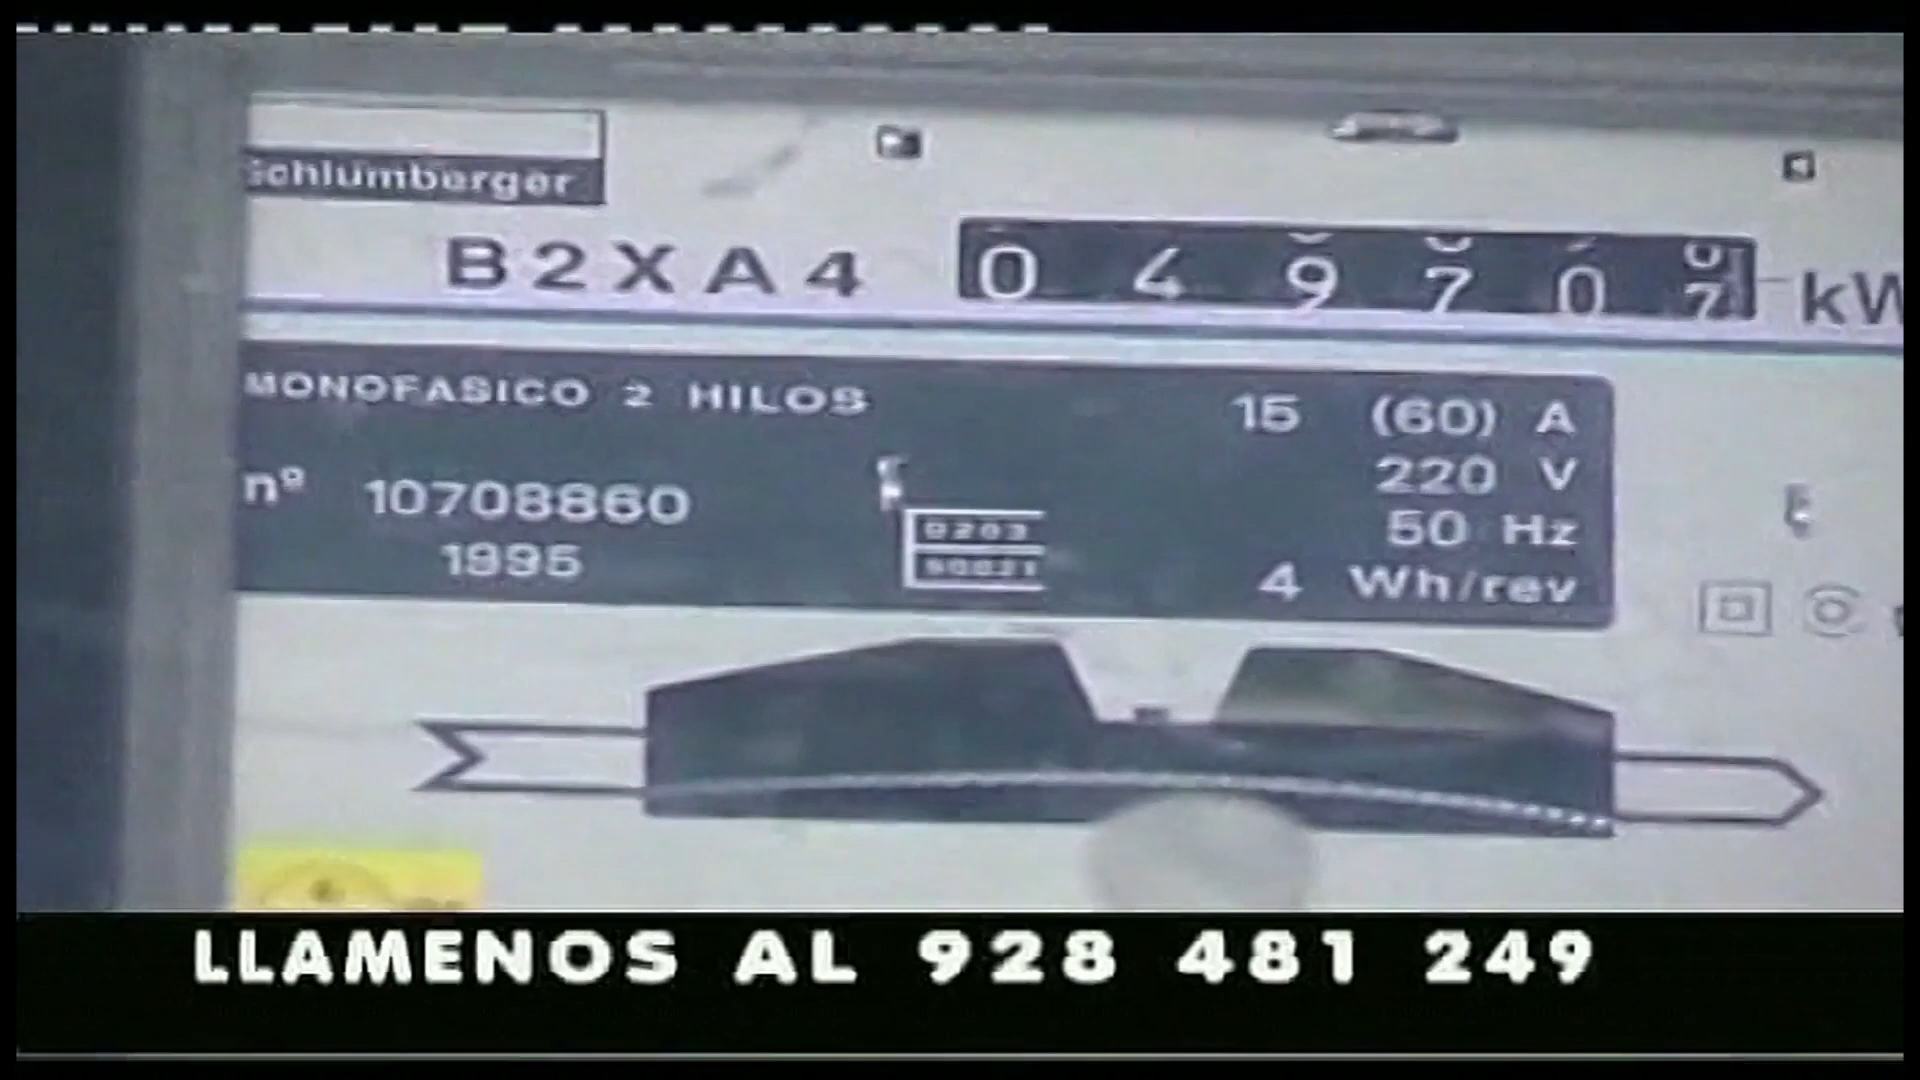 Schlumberger
B2XA4 049707 kW
MONOFASICO 2 HILOS
15 (60) A
220 V
nº 10708860
50 Hz
1995
4 Wh/rev
LLAMENOS AL 928 481 249